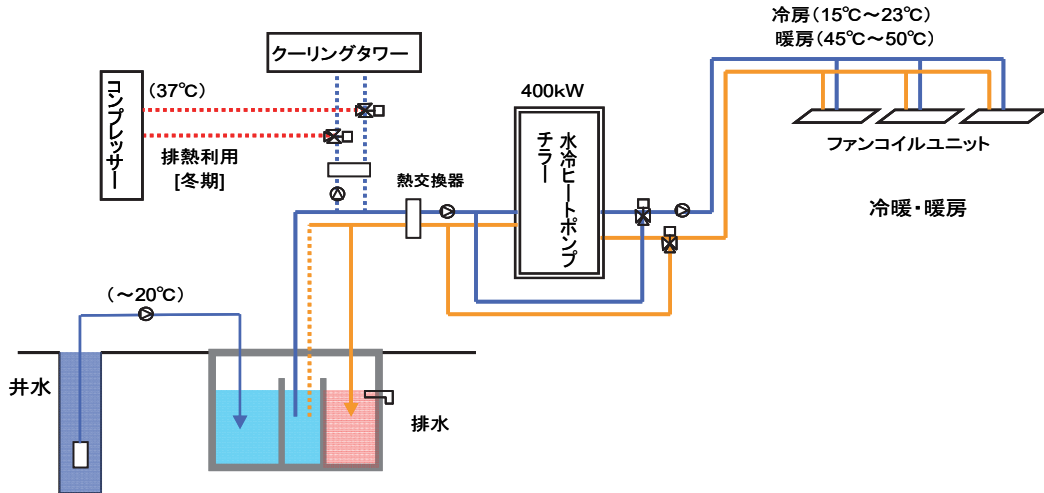 冷房（15℃～23℃）
暖房（45℃～50℃）
クーリングタワー
コンプレッサー
（37℃）
排熱利用
[冬期]
400kW
水冷ヒートポンプ
チラー
熱交換器
ファンコイルユニット
冷暖・暖房
（～20℃）
井水
排水